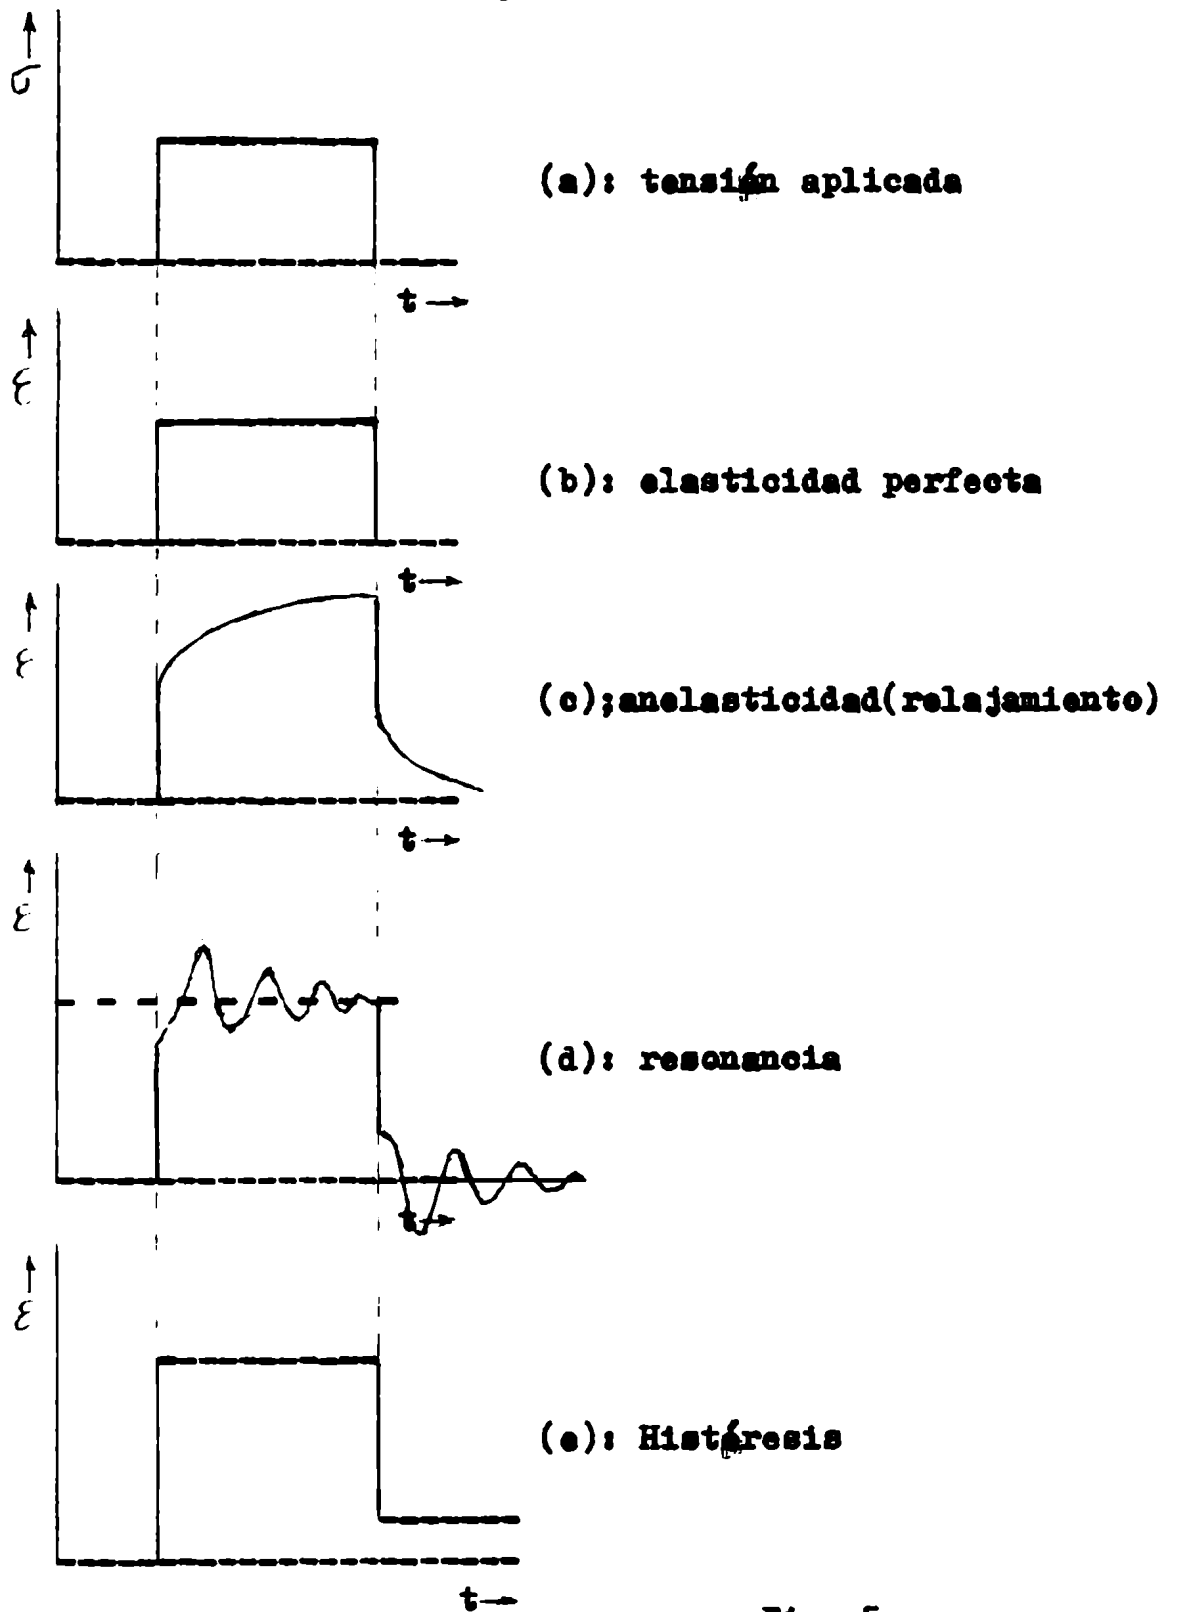 σ
(a): tensión aplicada
t
ε
(b): elasticidad perfecta
t
ε
(c);anelasticidad(relajamiento)
t
ε
(d): resonancia
t
ε
(e): Histéresis
t